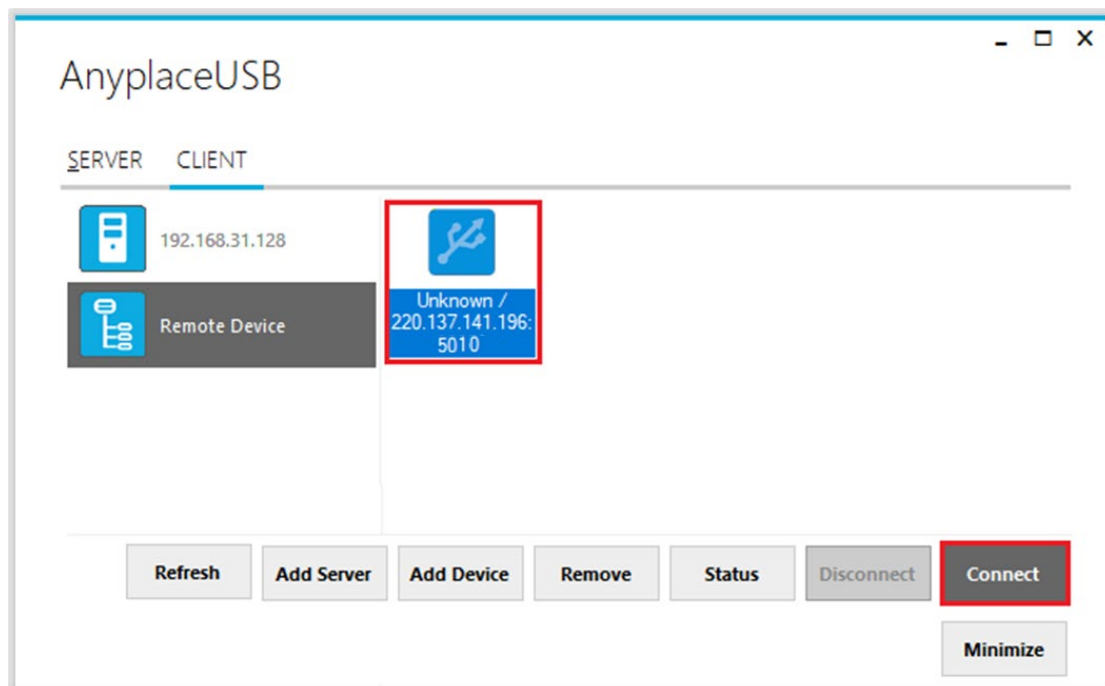 AnyplaceUSB
SERVER CLIENT
192.168.31.128
Remote Device
Unknown /
220.137.141.196:
5010
Refresh Add Server Add Device Remove Status Disconnect Connect
Minimize